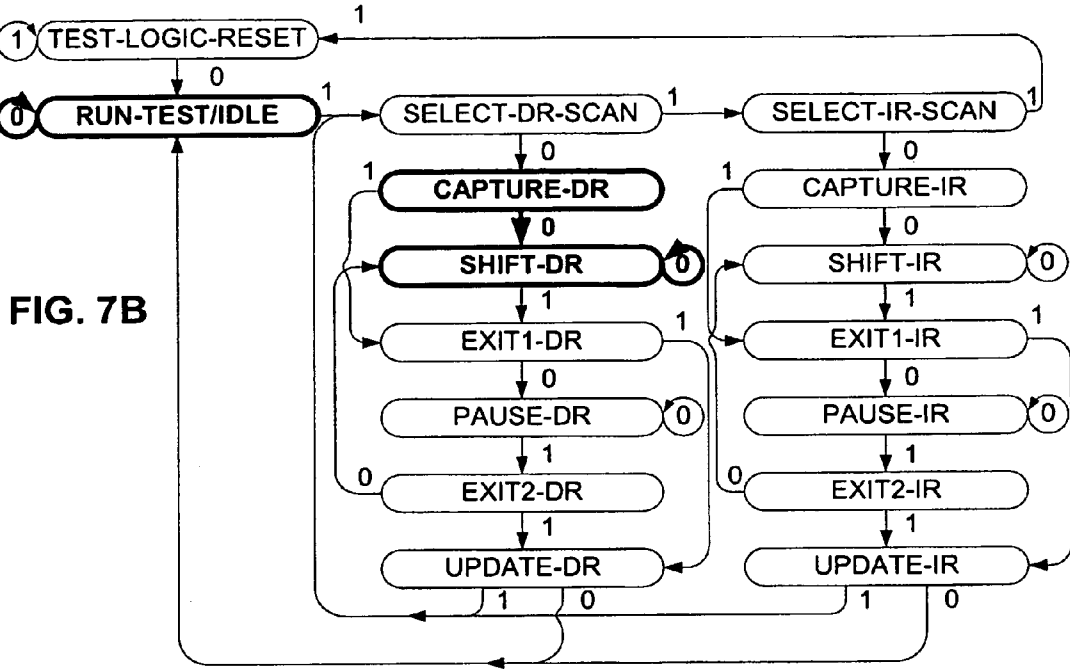 1
1 TEST-LOGIC-RESET
0
0 RUN-TEST/IDLE 1 SELECT-DR-SCAN 1 SELECT-IR-SCAN 1
0 0
1 CAPTURE-DR 1 CAPTURE-IR
0 0
SHIFT-DR 0 SHIFT-IR 0
FIG. 7B
1 1
EXIT1-DR 1 EXIT1-IR 1
0 0
PAUSE-DR 0 PAUSE-IR 0
1 1
0 EXIT2-DR 0 EXIT2-IR
1 1
UPDATE-DR UPDATE-IR
1 0 1 0